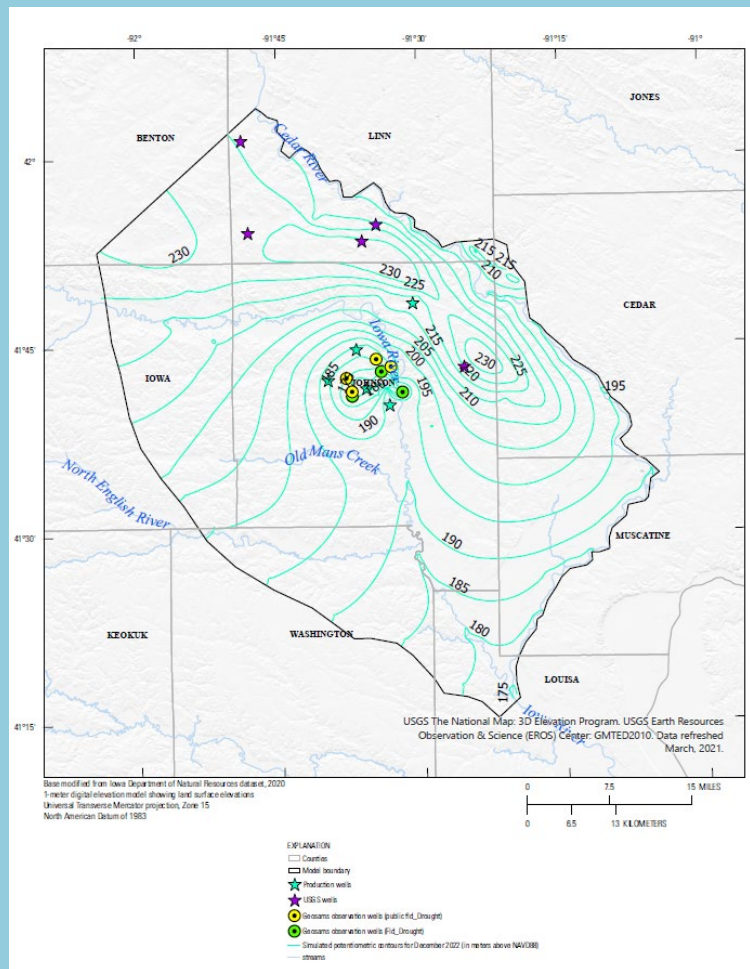 -92°
-91°45
-91°30
-91°15
-91°
JONES
BENTON
LINN
Cedar River
42°
230
215
215
210
230
225
CEDAR
Iowa River
215
205
200
230
225
41°45
IOWA
185
JOHNSON
195
210
195
190
Old Mans Creek
North English River
190
41°30
MUSCATINE
185
KEOKUK
WASHINGTON
180
LOUISA
175
41°15
USGS The National Map: 3D Elevation Program. USGS Earth Resources
Observation & Science (EROS) Center: GMTED2010. Data refreshed
March, 2021.
Base modified from Iowa Department of Natural Resources dataset, 2020
1-meter digital elevation model showing land surface elevations
Universal Transverse Mercator projection, Zone 15
North American Datum of 1983
0 7.5 15 MILES
0 6.5 13 KILOMETERS
EXPLANATION
Counties
Model boundary
Production wells
USGS wells
Geosams observation wells (public fld_Drought)
Geosams observation wells (Fld_Drought)
Simulated potentiometric contours for December 2022 (in meters above NAVD88)
streams